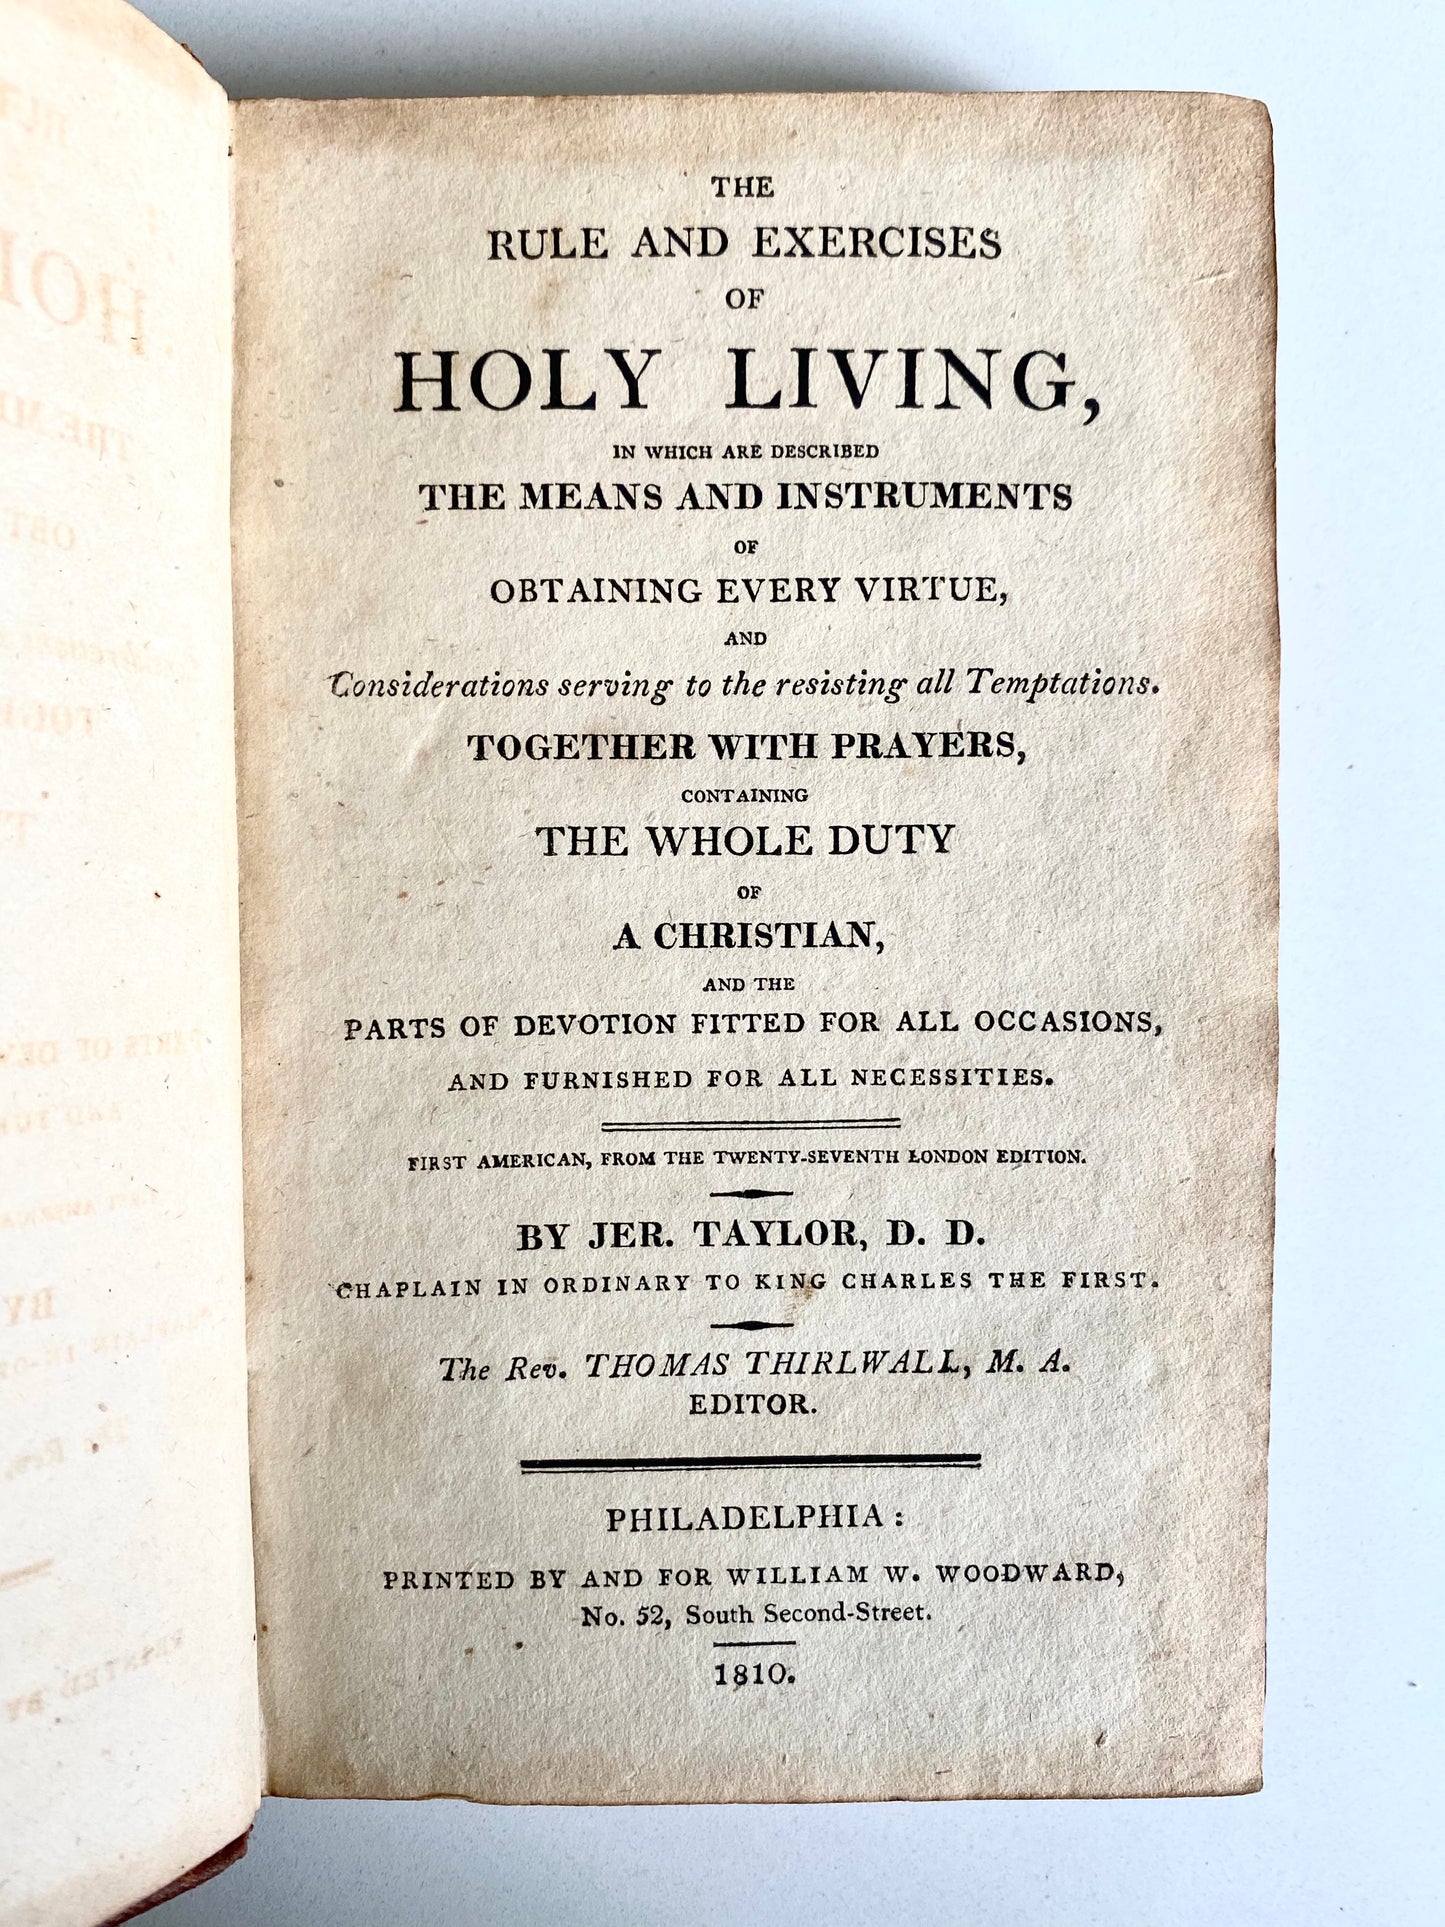 THE
RULE AND EXERCISES
OF
HOLY LIVING,
IN WHICH ARE DESCRIBED
THE MEANS AND INSTRUMENTS
OF
OBTAINING EVERY VIRTUE,
AND
Considerations serving to the resisting all Temptations.
TOGETHER WITH PRAYERS,
CONTAINING
THE WHOLE DUTY
OF
A CHRISTIAN,
AND THE
PARTS OF DEVOTION FITTED FOR ALL OCCASIONS,
AND FURNISHED FOR ALL NECESSITIES.
FIRST AMERICAN, FROM THE TWENTY-SEVENTH LONDON EDITION.
BY JER. TAYLOR, D. D.
CHAPLAIN IN ORDINARY TO KING CHARLES THE FIRST.
The Rev. THOMAS THIRLWALL, M. A.
EDITOR.
PHILADELPHIA:
PRINTED BY AND FOR WILLIAM W. WOODWARD,
No. 52, South Second-Street.
1810.